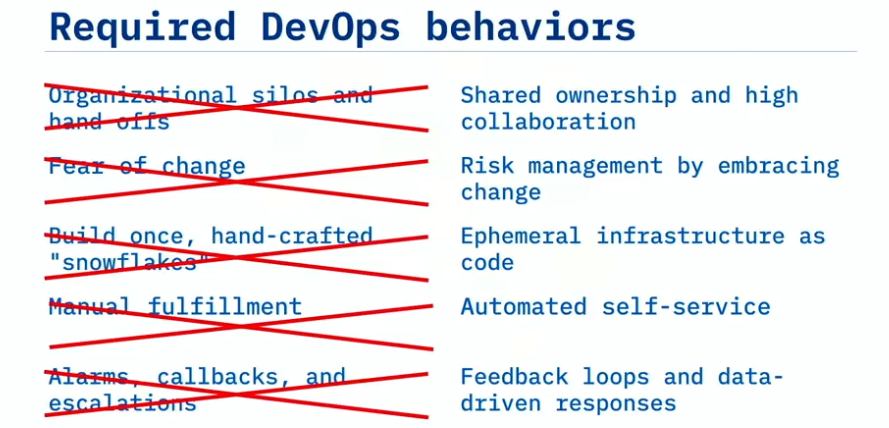 Required DevOps behaviors
Organizational silos and
hand offs
Shared ownership and high
collaboration
Fear of change
Risk management by embracing
change
Build once, hand-crafted
"snowflakes"
Ephemeral infrastructure as
code
Manual fulfillment
Automated self-service
Alarms, callbacks, and
escalations
Feedback loops and data-
driven responses